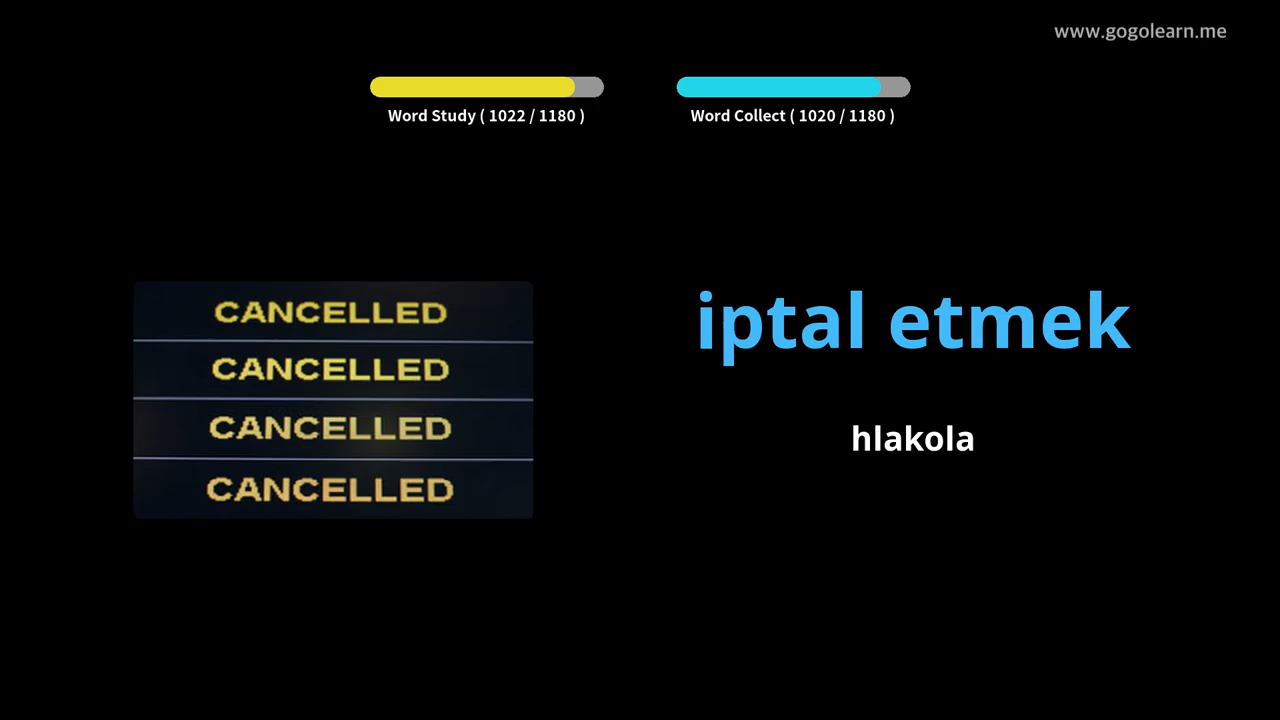 www.gogolearn.me
Word Study ( 1022 / 1180 )
Word Collect ( 1020 / 1180 )
CANCELLED
CANCELLED
CANCELLED
CANCELLED
iptal etmek
hlakola